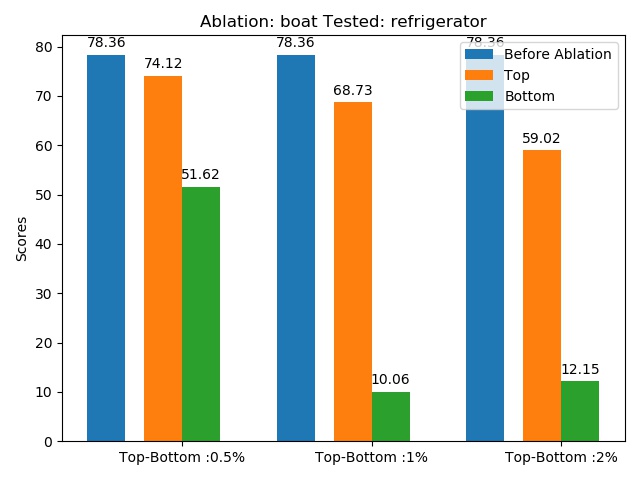 Ablation: boat Tested: refrigerator
78.36
74.12
51.62
78.36
68.73
10.06
78.36
59.02
12.15
Before Ablation
Top
Bottom
Scores
80
70
60
50
40
30
20
10
0
Top-Bottom :0.5%
Top-Bottom :1%
Top-Bottom :2%